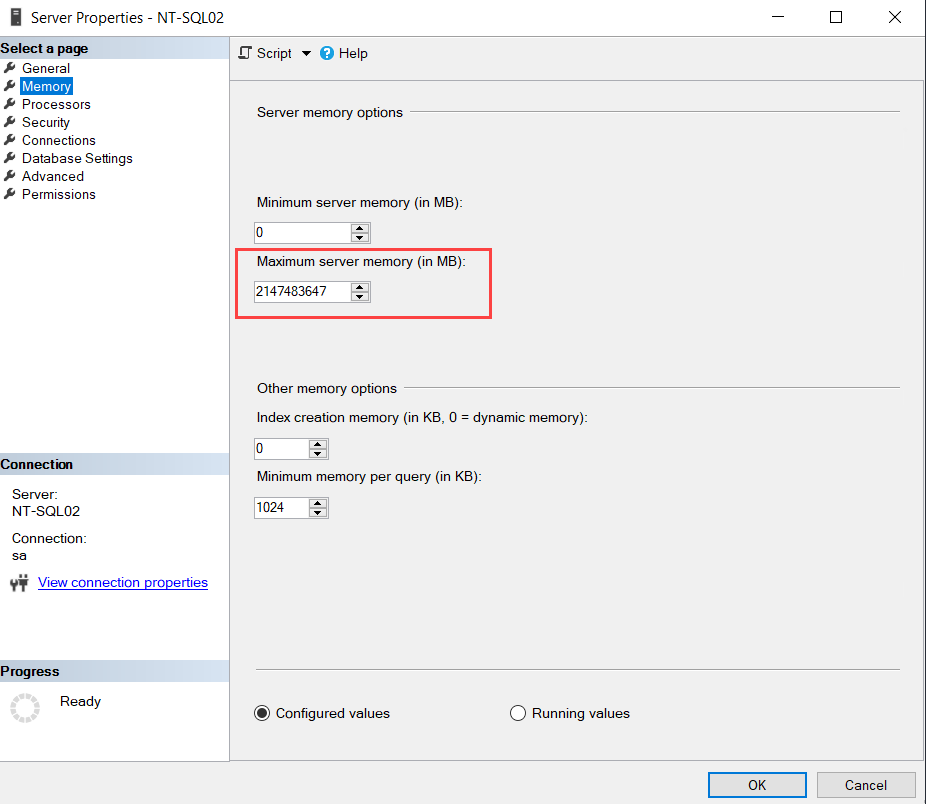 Server Properties - NT-SQL02
Select a page
General
Memory
Processors
Security
Connections
Database Settings
Advanced
Permissions
Connection
Server:
NT-SQL02
Connection:
sa
View connection properties
Progress
Ready
Script
Help
Server memory options
Minimum server memory (in MB):
0
Maximum server memory (in MB):
2147483647
Other memory options
Index creation memory (in KB, 0 = dynamic memory):
0
Minimum memory per query (in KB):
1024
Configured values
Running values
OK
Cancel